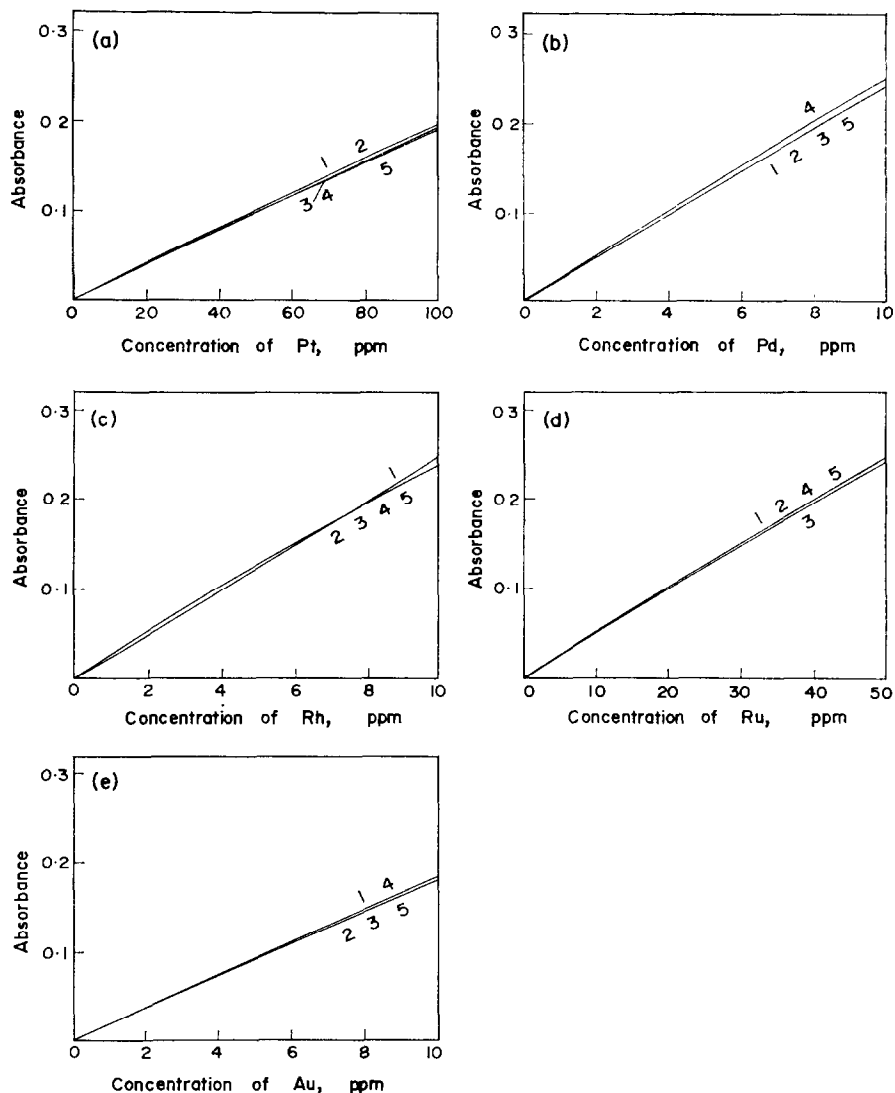 (a)
0·3
0·2
0·1
Absorbance
1 2
3 4 5
0 20 40 60 80 100
Concentration of Pt, ppm
(b)
0·3
0·2
0·1
Absorbance
4
1 2 3 5
0 2 4 6 8 10
Concentration of Pd, ppm
(c)
0·3
0·2
0·1
Absorbance
1
2 3 4 5
0 2 4 6 8 10
Concentration of Rh, ppm
(d)
0·3
0·2
0·1
Absorbance
1 2 4 5
3
0 10 20 30 40 50
Concentration of Ru, ppm
(e)
0·3
0·2
0·1
Absorbance
1 4
2 3 5
0 2 4 6 8 10
Concentration of Au, ppm